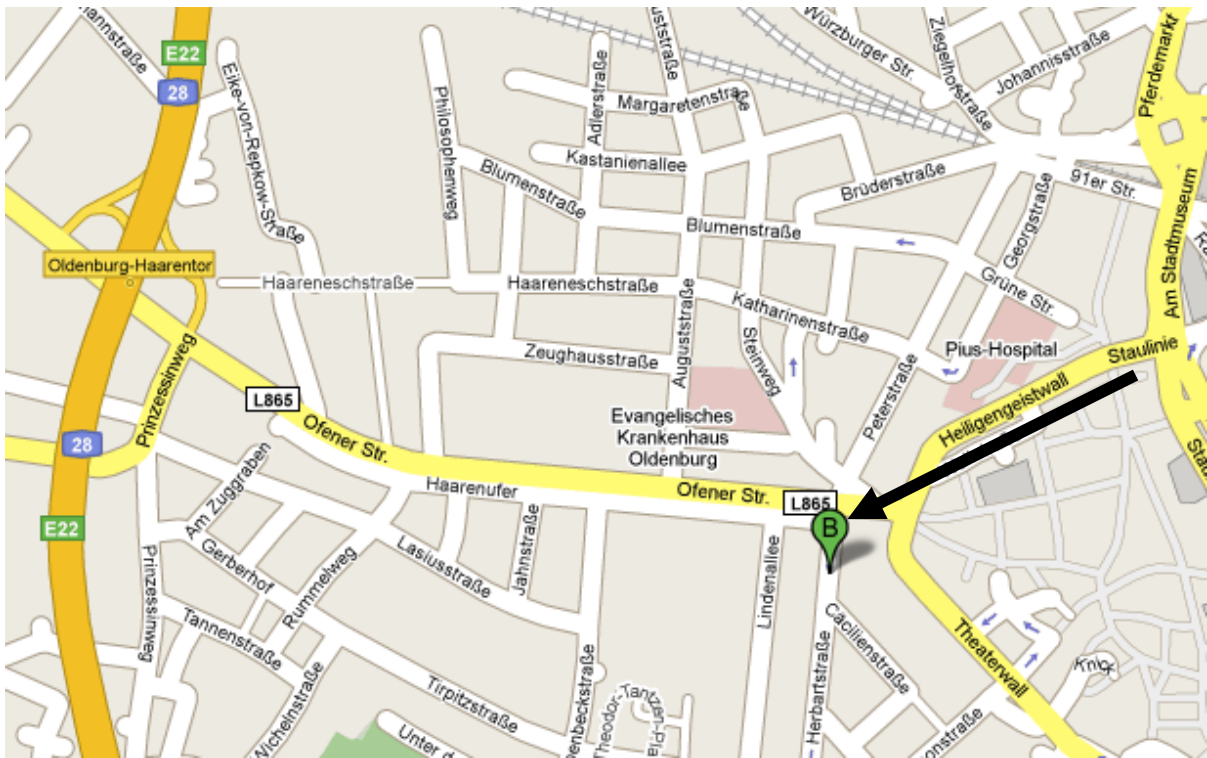 E22
28
Eike-von-Repkow-Straße
Philosophenweg
Adlerstraße
Margaretenstraße
Würzburger Str.
Ziegelhofstraße
Johannisstraße
Pferdemarkt
Kastanienallee
Blumenstraße
Brüderstraße
91er Str.
Am Stadtmuseum
Blumenstraße
Georgstraße
Oldenburg-Haarentor
Haareneschstraße
Haareneschstraße
Katharinenstraße
Grüne Str.
Zeughausstraße
Auguststraße
Steinweg
Pius-Hospital
Staulinie
Prinzessinweg
L865
Ofener Str.
Evangelisches
Krankenhaus
Oldenburg
Peterstraße
Heiligengeistwall
28
Am Zuggraben
Haarenufer
Ofener Str.
L865
B
E22
Prinzessinweg
Gerberhof
Rummelweg
Lasiusstraße
Jahnstraße
Lindenallee
Tannenstraße
Cäcilienstraße
Theaterwall
Tirpitzstraße
Herbartstraße
Knick
Unter d